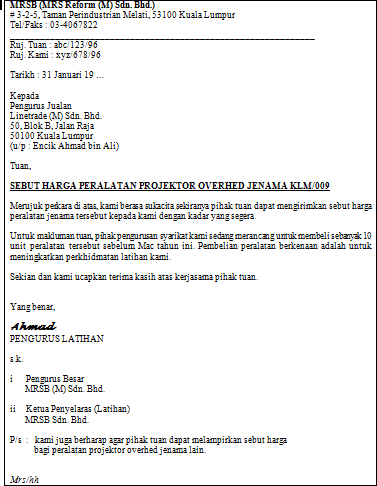 MRSB (MRS Reform (M) Sdn. Bhd.)
# 3-2-5, Taman Perindustrian Melati, 53100 Kuala Lumpur
Tel/Faks : 03-4067822
Ruj. Tuan : abc/123/96
Ruj. Kami : xyz/678/96
Tarikh : 31 Januari 19 ...
Kepada
Pengurus Jualan
Linetrade (M) Sdn. Bhd.
50, Blok B, Jalan Raja
50100 Kuala Lumpur
(u/p : Encik Ahmad bin Ali)
Tuan,
SEBUT HARGA PERALATAN PROJEKTOR OVERHED JENAMA KLM/009
Merujuk perkara di atas, kami berasa sukacita sekiranya pihak tuan dapat mengirimkan sebut harga
peralatan jenama tersebut kepada kami dengan kadar yang segera.
Untuk makluman tuan, pihak pengurusan syarikat kami sedang merancang untuk membeli sebanyak 10
unit peralatan tersebut sebelum Mac tahun ini. Pembelian peralatan berkenaan adalah untuk
meningkatkan perkhidmatan latihan kami.
Sekian dan kami ucapkan terima kasih atas kerjasama pihak tuan.
Yang benar,
Ahmad
PENGURUS LATIHAN
s.k.
i Pengurus Besar
MRSB (M) Sdn. Bhd.
ii Ketua Penyelaras (Latihan)
MRSB Sdn. Bhd.
P/s : kami juga berharap agar pihak tuan dapat melampirkan sebut harga
bagi peralatan projektor overhed jenama lain.
Mrs/hh